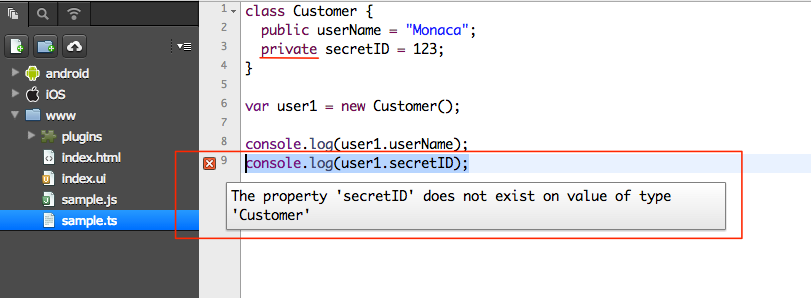 android
iOS
www
plugins
index.html
index.ui
sample.js
sample.ts
1 class Customer {
2 public userName = "Monaca";
3 private secretID = 123;
4 }
5
6 var user1 = new Customer();
7
8 console.log(user1.userName);
9 console.log(user1.secretID);
The property 'secretID' does not exist on value of type
'Customer'